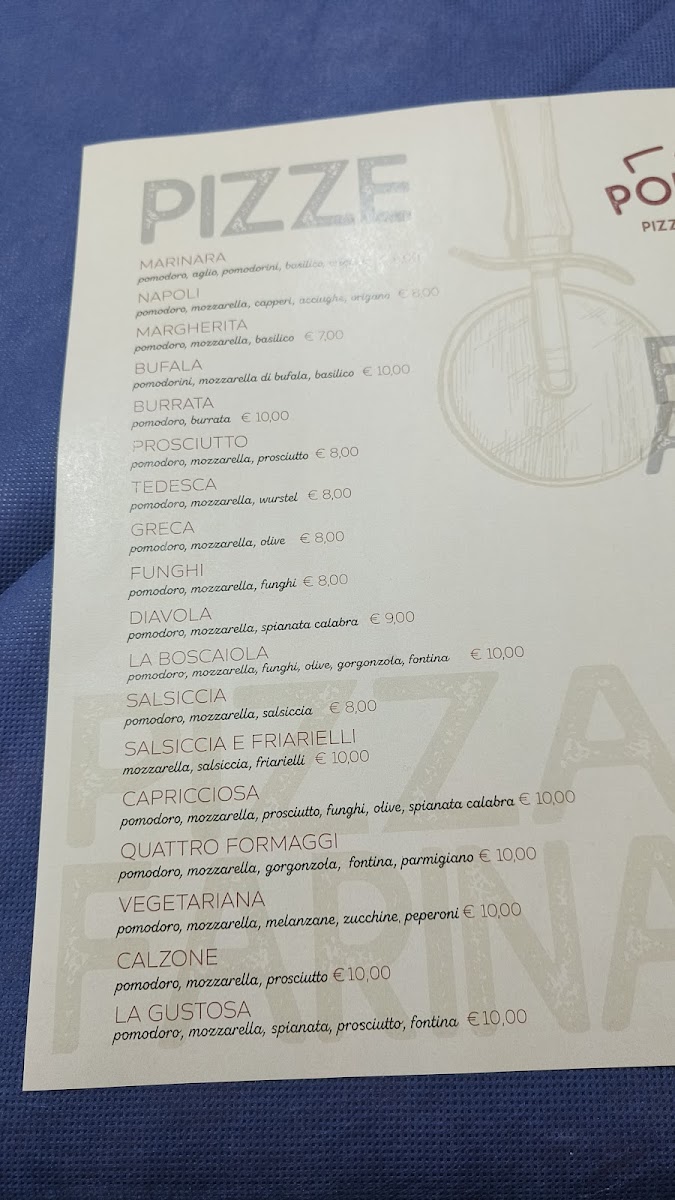 PIZZE
MARINARA
pomodoro, aglio, pomodorini, basilico,
NAPOLI
pomodoro, mozzarella, capperi, acciughe, origano € 8,00
MARGHERITA
pomodoro, mozzarella, basilico € 7,00
BUFALA
pomodorini, mozzarella di bufala, basilico € 10,00
BURRATA
pomodoro, burrata € 10,00
PROSCIUTTO
pomodoro, mozzarella, prosciutto € 8,00
TEDESCA
pomodoro, mozzarella, wurstel € 8,00
GRECA
pomodoro, mozzarella, olive € 8,00
FUNGHI
pomodoro, mozzarella, funghi € 8,00
DIAVOLA
pomodoro, mozzarella, spianata calabra € 9,00
LA BOSCAIOLA
pomodoro, mozzarella, funghi, olive, gorgonzola, fontina € 10,00
SALSICCIA
pomodoro, mozzarella, salsiccia € 8,00
SALSICCIA E FRIARIELLI
mozzarella, salsiccia, friarielli € 10,00
CAPRICCIOSA
pomodoro, mozzarella, prosciutto, funghi, olive, spianata calabra € 10,00
QUATTRO FORMAGGI
pomodoro, mozzarella, gorgonzola, fontina, parmigiano € 10,00
VEGETARIANA
pomodoro, mozzarella, melanzane, zucchine, peperoni € 10,00
CALZONE
pomodoro, mozzarella, prosciutto € 10,00
LA GUSTOSA
pomodoro, mozzarella, spianata, prosciutto, fontina € 10,00
PIZZA
FARINA